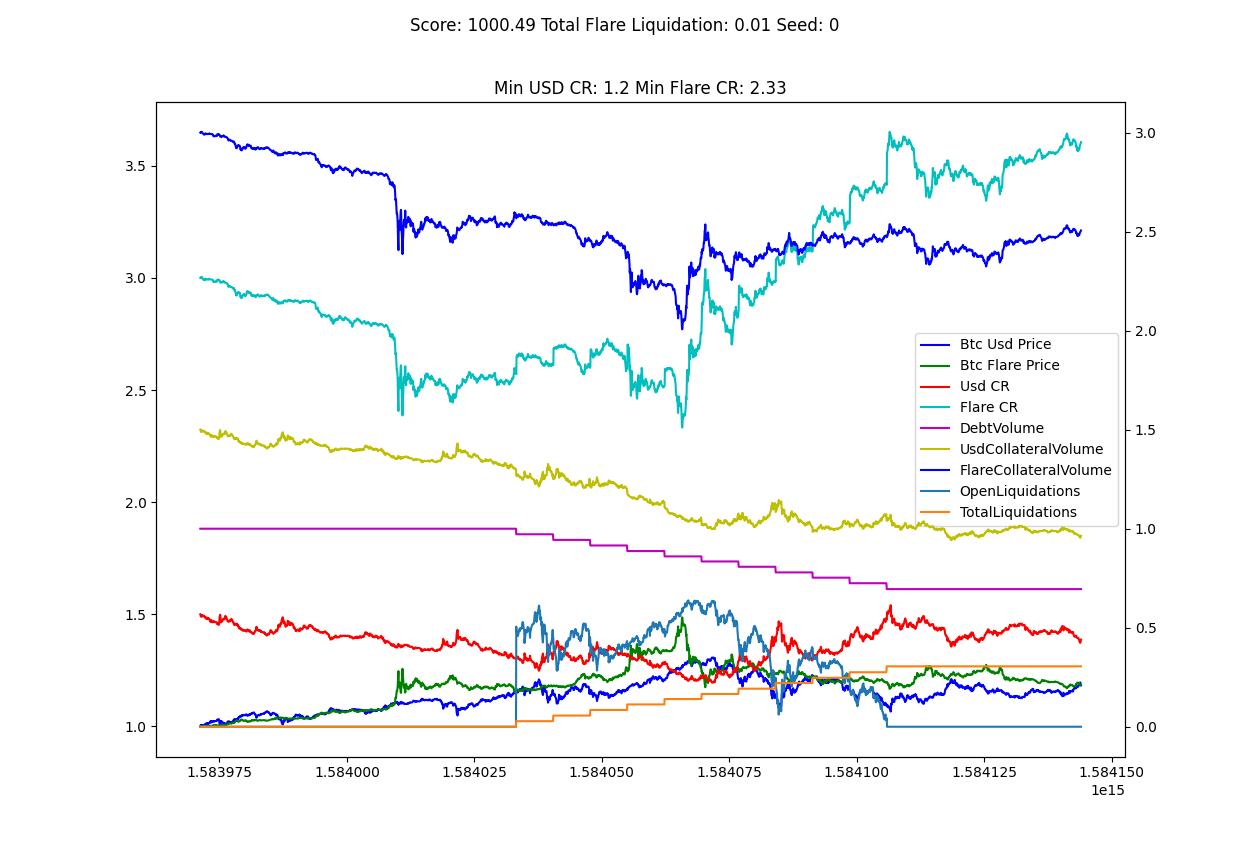 Score: 1000.49 Total Flare Liquidation: 0.01 Seed: 0
Min USD CR: 1.2 Min Flare CR: 2.33
3.5
3.0
2.5
2.0
1.5
1.0
3.0
2.5
2.0
1.5
1.0
0.5
0.0
Btc Usd Price
Btc Flare Price
Usd CR
Flare CR
DebtVolume
UsdCollateralVolume
FlareCollateralVolume
OpenLiquidations
TotalLiquidations
1.583975 1.584000 1.584025 1.584050 1.584075 1.584100 1.584125 1.584150
1e15